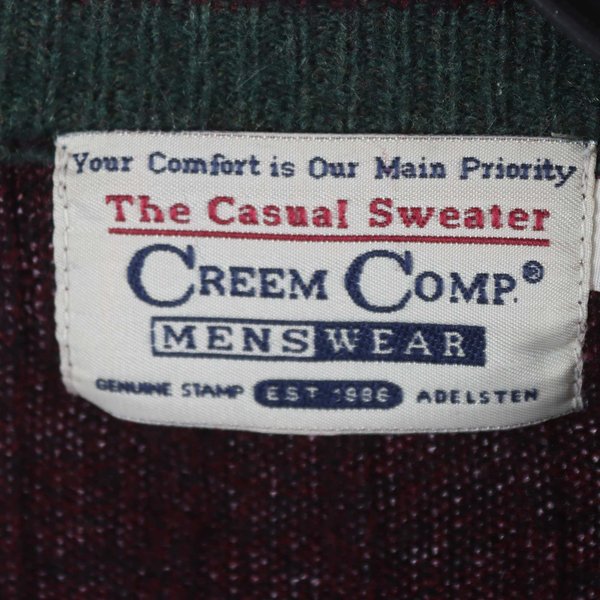 Your Comfort is Our Main Priority
The Casual Sweater
CREEM COMP.®
MENSWEAR
GENUINE STAMP EST 1986 ADELSTEN